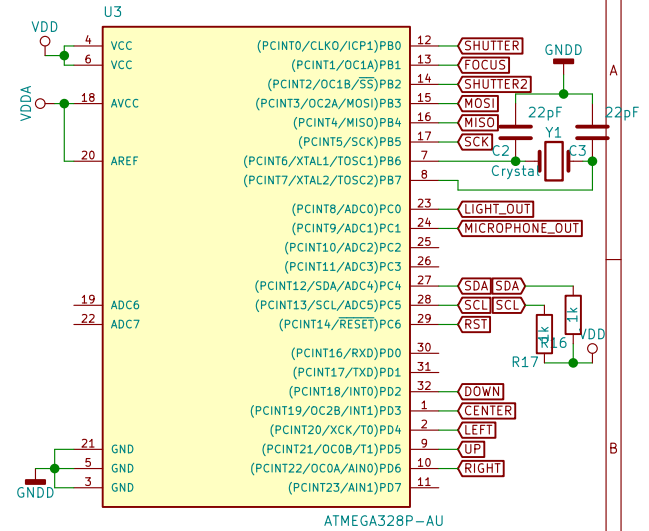 U3
VDD
4 VCC (PCINT0/CLKO/ICP1)PB0 12 SHUTTER
6 VCC (PCINT1/OC1A)PB1 13 FOCUS
GNDD
A
(PCINT2/OC1B/SS)PB2 14 SHUTTER2
VDDA
18 AVCC (PCINT3/OC2A/MOSI)PB3 15 MOSI
22pF 22pF
(PCINT4/MISO)PB4 16 MISO
Y1
(PCINT5/SCK)PB5 17 SCK
C2 C3
20 AREF (PCINT6/XTAL1/TOSC1)PB6 7
Crystal
(PCINT7/XTAL2/TOSC2)PB7 8
(PCINT8/ADC0)PC0 23 LIGHT_OUT
(PCINT9/ADC1)PC1 24 MICROPHONE_OUT
(PCINT10/ADC2)PC2 25
(PCINT11/ADC3)PC3 26
(PCINT12/SDA/ADC4)PC4 27 SDA SDA
19 ADC6 (PCINT13/SCL/ADC5)PC5 28 SCL SCL
1k
22 ADC7 (PCINT14/RESET)PC6 29 RST
1k R16 VDD
(PCINT16/RXD)PD0 30
R17
(PCINT17/TXD)PD1 31
(PCINT18/INT0)PD2 32 DOWN
(PCINT19/OC2B/INT1)PD3 1 CENTER
(PCINT20/XCK/T0)PD4 2 LEFT
21 GND (PCINT21/OC0B/T1)PD5 9 UP
B
5 GND (PCINT22/OC0A/AIN0)PD6 10 RIGHT
3 GND (PCINT23/AIN1)PD7 11
GNDD
ATMEGA328P-AU